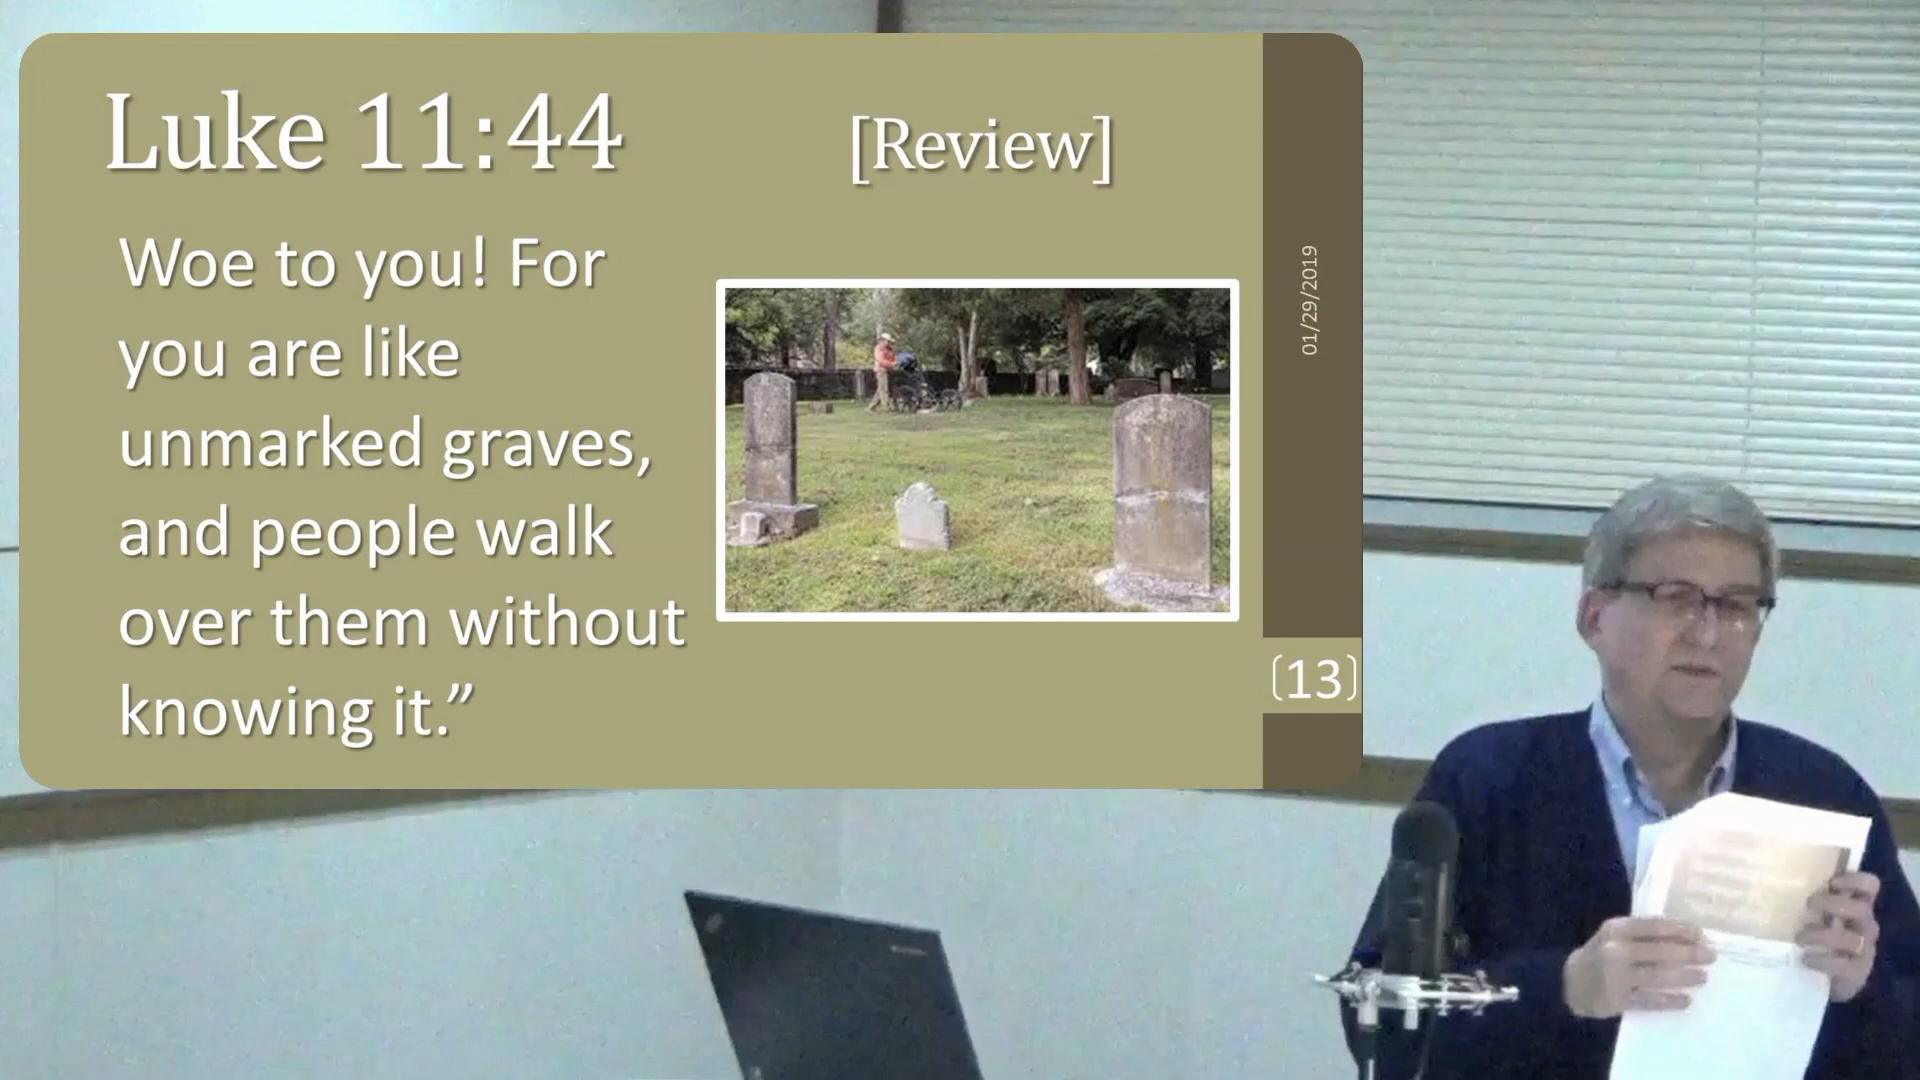 Luke 11:44
[Review]
Woe to you! For
you are like
unmarked graves,
and people walk
over them without
knowing it.”
01/29/2019
(13)